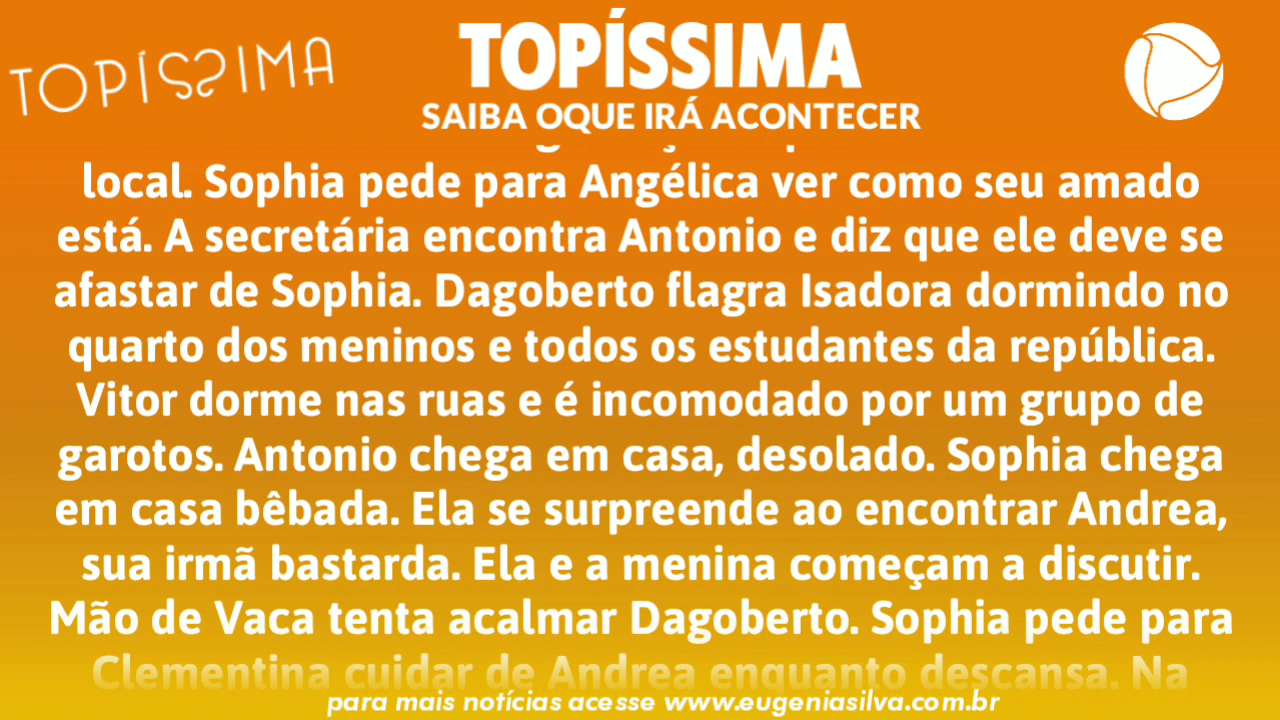 TOPÍSSIMA
TOPÍSSIMA
SAIBA OQUE IRÁ ACONTECER
local. Sophia pede para Angélica ver como seu amado
está. A secretária encontra Antonio e diz que ele deve se
afastar de Sophia. Dagoberto flagra Isadora dormindo no
quarto dos meninos e todos os estudantes da república.
Vitor dorme nas ruas e é incomodado por um grupo de
garotos. Antonio chega em casa, desolado. Sophia chega
em casa bêbada. Ela se surpreende ao encontrar Andrea,
sua irmã bastarda. Ela e a menina começam a discutir.
Mão de Vaca tenta acalmar Dagoberto. Sophia pede para
Clementina cuidar de Andrea enquanto descansa. Na
para mais notícias acesse www.eugeniasilva.com.br